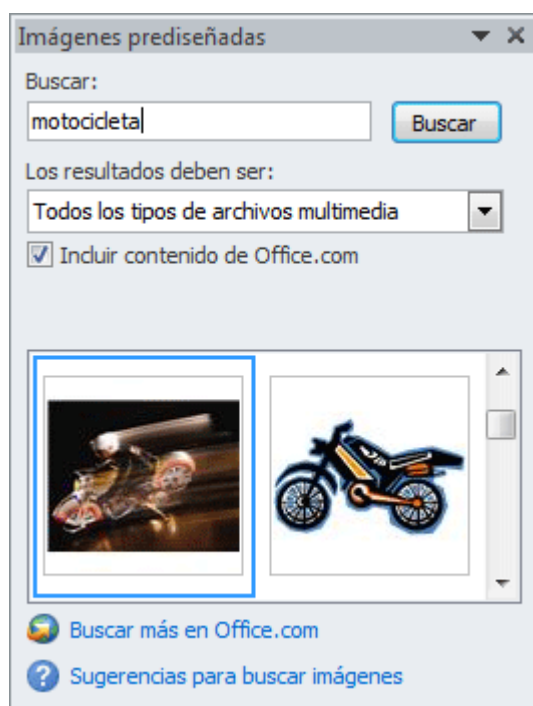 Imágenes prediseñadas
Buscar:
motocicleta
Buscar
Los resultados deben ser:
Todos los tipos de archivos multimedia
Incluir contenido de Office.com
Buscar más en Office.com
Sugerencias para buscar imágenes